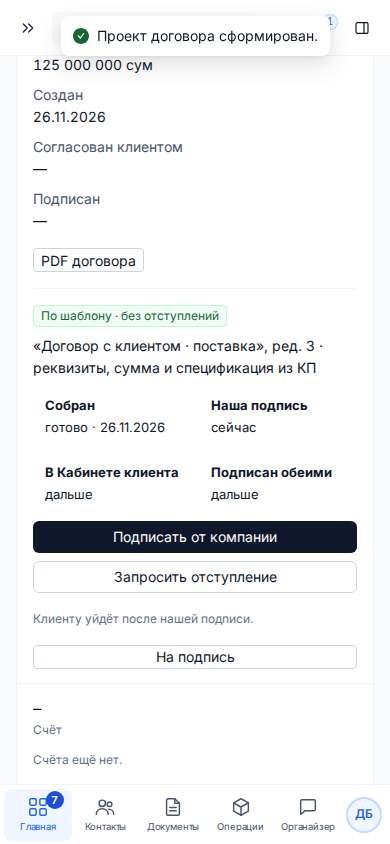 1
Проект договора сформирован.
125 000 000 сум
Создан
26.11.2026
Согласован клиентом
—
Подписан
—
PDF договора
По шаблону · без отступлений
«Договор с клиентом · поставка», ред. 3 ·
реквизиты, сумма и спецификация из КП
Собран
готово · 26.11.2026
Наша подпись
сейчас
В Кабинете клиента
дальше
Подписан обеими
дальше
Подписать от компании
Запросить отступление
Клиенту уйдёт после нашей подписи.
На подпись
—
Счёт
Счёта ещё нет.
7
Главная
Контакты
Документы
Операции
Органайзер
ДБ